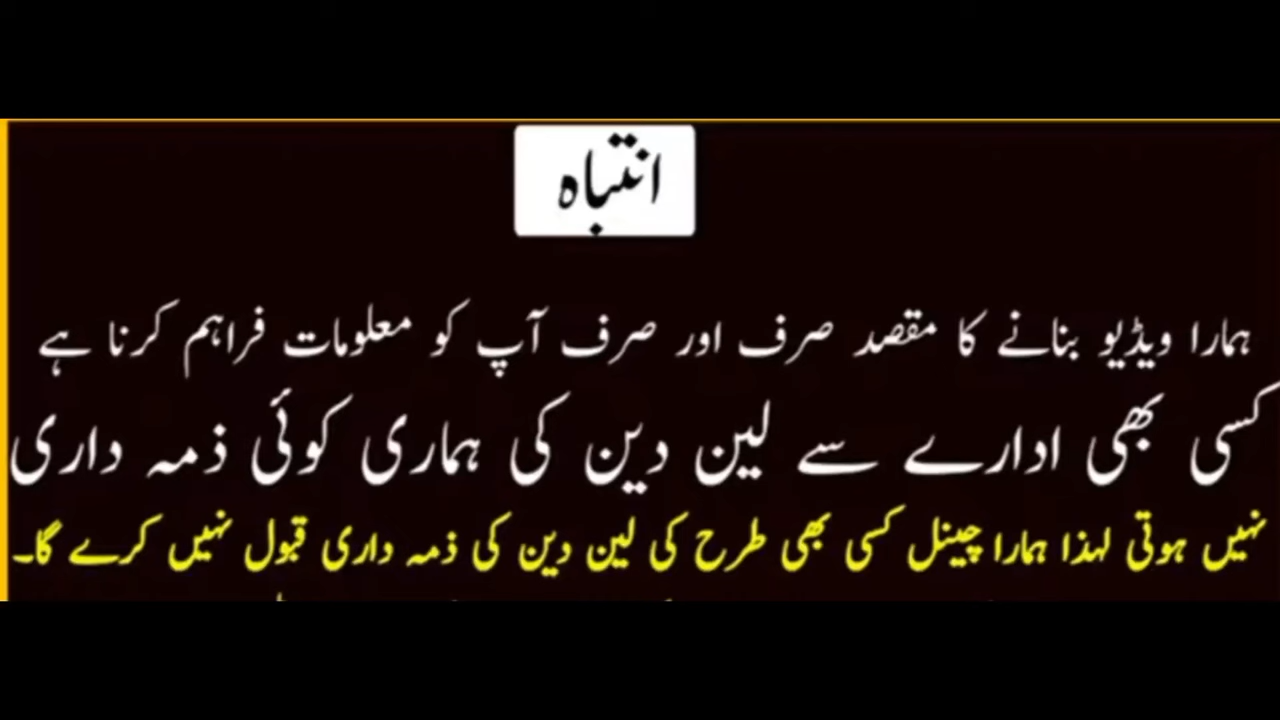 انتباہ
ہمارا ویڈیو بنانے کا مقصد صرف اور صرف آپ کو معلومات فراہم کرنا ہے
کسی بھی ادارے سے لین دین کی ہماری کوئی ذمہ داری
نہیں ہوتی لہذا ہمارا چینل کسی بھی طرح کی لین دین کی ذمہ داری قبول نہیں کرے گا۔